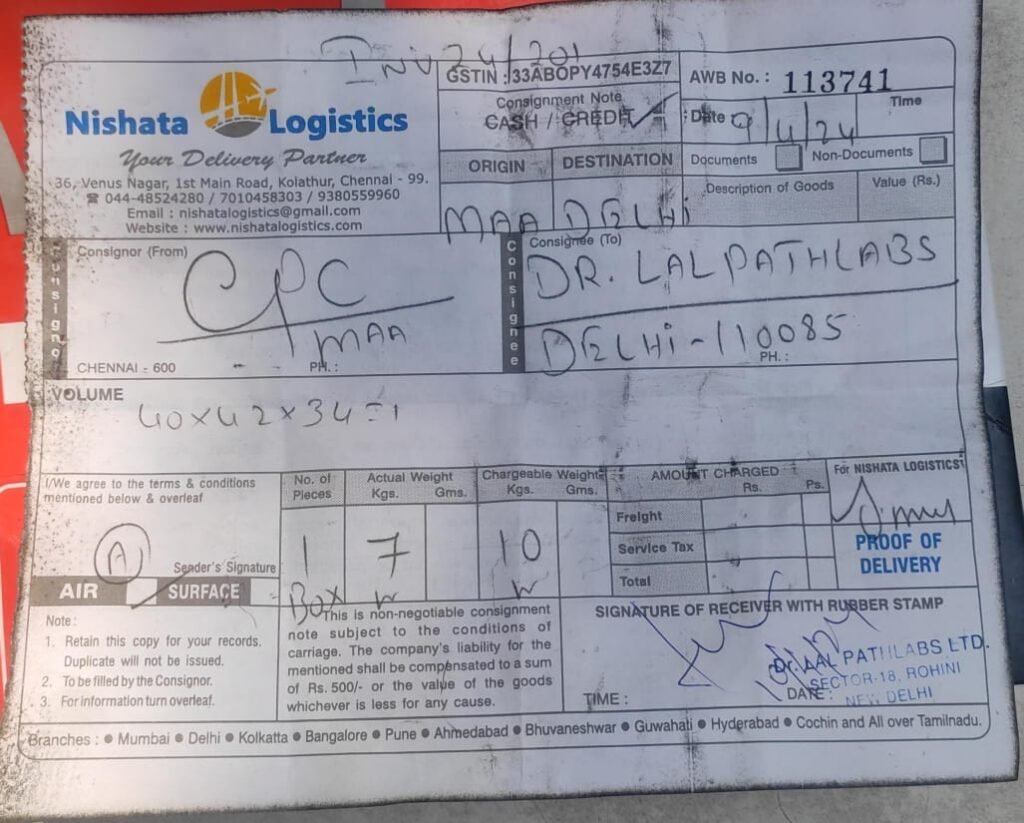 INV 24/201
Nishata Logistics
Your Delivery Partner
36, Venus Nagar, 1st Main Road, Kolathur, Chennai - 99.
☎ 044-48524280 / 7010458303 / 9380559960
Email : nishatalogistics@gmail.com
Website : www.nishatalogistics.com
GSTIN : 33ABOPY4754E3Z7
Consignment Note
CASH / CREDIT
AWB No. : 113741
Date 9/4/24
Time
Documents Non-Documents
ORIGIN DESTINATION
MAA DELHi
Description of Goods Value (Rs.)
Consignor
Consignor (From)
CPC
MAA
CHENNAI - 600 PH. :
Consignee
Consignee (To)
DR. LALPATHLABS
DELHi - 110085
PH. :
VOLUME
40x42x34=1
I/We agree to the terms & conditions
mentioned below & overleaf
A
Sender's Signature
AIR SURFACE
No. of Pieces
1
Box
Actual Weight
Kgs. Gms.
7
Chargeable Weight
Kgs. Gms.
10
AMOUNT CHARGED
Rs. Ps.
Freight
Service Tax
Total
For NISHATA LOGISTICS
PROOF OF
DELIVERY
Note :
1. Retain this copy for your records.
Duplicate will not be issued.
2. To be filled by the Consignor.
3. For information turn overleaf.
This is non-negotiable consignment
note subject to the conditions of
carriage. The company's liability for the
mentioned shall be compensated to a sum
of Rs. 500/- or the value of the goods
whichever is less for any cause.
SIGNATURE OF RECEIVER WITH RUBBER STAMP
Dr. LAL PATHLABS LTD.
SECTOR-18, ROHINI
NEW DELHI
TIME : DATE :
Branches : ● Mumbai ● Delhi ● Kolkatta ● Bangalore ● Pune ● Ahmedabad ● Bhuvaneshwar ● Guwahati ● Hyderabad ● Cochin and All over Tamilnadu.